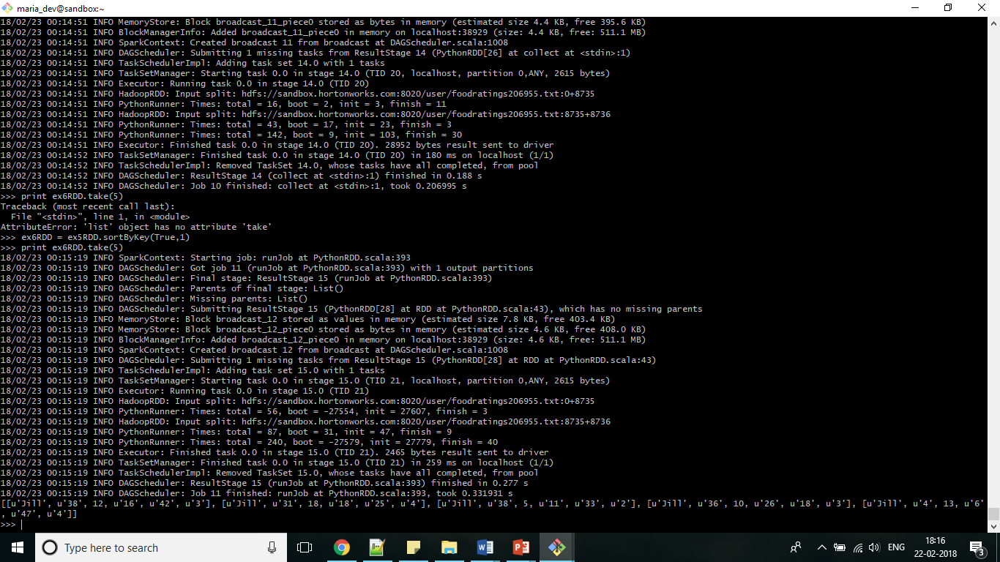 maria_dev@sandbox:~
18/02/23 00:14:51 INFO MemoryStore: Block broadcast_11_piece0 stored as bytes in memory (estimated size 4.4 KB, free 395.6 KB)
18/02/23 00:14:51 INFO BlockManagerInfo: Added broadcast_11_piece0 in memory on localhost:38929 (size: 4.4 KB, free: 511.1 MB)
18/02/23 00:14:51 INFO SparkContext: Created broadcast 11 from broadcast at DAGScheduler.scala:1008
18/02/23 00:14:51 INFO DAGScheduler: Submitting 1 missing tasks from ResultStage 14 (PythonRDD[26] at collect at <stdin>:1)
18/02/23 00:14:51 INFO TaskSchedulerImpl: Adding task set 14.0 with 1 tasks
18/02/23 00:14:51 INFO TaskSetManager: Starting task 0.0 in stage 14.0 (TID 20, localhost, partition 0,ANY, 2615 bytes)
18/02/23 00:14:51 INFO Executor: Running task 0.0 in stage 14.0 (TID 20)
18/02/23 00:14:51 INFO HadoopRDD: Input split: hdfs://sandbox.hortonworks.com:8020/user/foodratings206955.txt:0+8735
18/02/23 00:14:51 INFO PythonRunner: Times: total = 16, boot = 2, init = 3, finish = 11
18/02/23 00:14:51 INFO HadoopRDD: Input split: hdfs://sandbox.hortonworks.com:8020/user/foodratings206955.txt:8735+8736
18/02/23 00:14:51 INFO PythonRunner: Times: total = 43, boot = 17, init = 23, finish = 3
18/02/23 00:14:51 INFO PythonRunner: Times: total = 142, boot = 9, init = 103, finish = 30
18/02/23 00:14:51 INFO Executor: Finished task 0.0 in stage 14.0 (TID 20). 28952 bytes result sent to driver
18/02/23 00:14:52 INFO TaskSetManager: Finished task 0.0 in stage 14.0 (TID 20) in 180 ms on localhost (1/1)
18/02/23 00:14:52 INFO TaskSchedulerImpl: Removed TaskSet 14.0, whose tasks have all completed, from pool
18/02/23 00:14:52 INFO DAGScheduler: ResultStage 14 (collect at <stdin>:1) finished in 0.188 s
18/02/23 00:14:52 INFO DAGScheduler: Job 10 finished: collect at <stdin>:1, took 0.206995 s
>>> print ex6RDD.take(5)
Traceback (most recent call last):
  File "<stdin>", line 1, in <module>
AttributeError: 'list' object has no attribute 'take'
>>> ex6RDD = ex5RDD.sortByKey(True,1)
>>> print ex6RDD.take(5)
18/02/23 00:15:19 INFO SparkContext: Starting job: runJob at PythonRDD.scala:393
18/02/23 00:15:19 INFO DAGScheduler: Got job 11 (runJob at PythonRDD.scala:393) with 1 output partitions
18/02/23 00:15:19 INFO DAGScheduler: Final stage: ResultStage 15 (runJob at PythonRDD.scala:393)
18/02/23 00:15:19 INFO DAGScheduler: Parents of final stage: List()
18/02/23 00:15:19 INFO DAGScheduler: Missing parents: List()
18/02/23 00:15:19 INFO DAGScheduler: Submitting ResultStage 15 (PythonRDD[28] at RDD at PythonRDD.scala:43), which has no missing parents
18/02/23 00:15:19 INFO MemoryStore: Block broadcast_12 stored as values in memory (estimated size 7.8 KB, free 403.4 KB)
18/02/23 00:15:19 INFO MemoryStore: Block broadcast_12_piece0 stored as bytes in memory (estimated size 4.6 KB, free 408.0 KB)
18/02/23 00:15:19 INFO BlockManagerInfo: Added broadcast_12_piece0 in memory on localhost:38929 (size: 4.6 KB, free: 511.1 MB)
18/02/23 00:15:19 INFO SparkContext: Created broadcast 12 from broadcast at DAGScheduler.scala:1008
18/02/23 00:15:19 INFO DAGScheduler: Submitting 1 missing tasks from ResultStage 15 (PythonRDD[28] at RDD at PythonRDD.scala:43)
18/02/23 00:15:19 INFO TaskSchedulerImpl: Adding task set 15.0 with 1 tasks
18/02/23 00:15:19 INFO TaskSetManager: Starting task 0.0 in stage 15.0 (TID 21, localhost, partition 0,ANY, 2615 bytes)
18/02/23 00:15:19 INFO Executor: Running task 0.0 in stage 15.0 (TID 21)
18/02/23 00:15:19 INFO HadoopRDD: Input split: hdfs://sandbox.hortonworks.com:8020/user/foodratings206955.txt:0+8735
18/02/23 00:15:19 INFO PythonRunner: Times: total = 56, boot = -27554, init = 27607, finish = 3
18/02/23 00:15:19 INFO HadoopRDD: Input split: hdfs://sandbox.hortonworks.com:8020/user/foodratings206955.txt:8735+8736
18/02/23 00:15:19 INFO PythonRunner: Times: total = 87, boot = 31, init = 47, finish = 9
18/02/23 00:15:19 INFO PythonRunner: Times: total = 240, boot = -27579, init = 27779, finish = 40
18/02/23 00:15:19 INFO Executor: Finished task 0.0 in stage 15.0 (TID 21). 2465 bytes result sent to driver
18/02/23 00:15:19 INFO TaskSetManager: Finished task 0.0 in stage 15.0 (TID 21) in 259 ms on localhost (1/1)
18/02/23 00:15:19 INFO TaskSchedulerImpl: Removed TaskSet 15.0, whose tasks have all completed, from pool
18/02/23 00:15:19 INFO DAGScheduler: ResultStage 15 (runJob at PythonRDD.scala:393) finished in 0.277 s
18/02/23 00:15:19 INFO DAGScheduler: Job 11 finished: runJob at PythonRDD.scala:393, took 0.331931 s
[[u'Jill', u'38', 12, u'16', u'42', u'3'], [u'Jill', u'31', 18, u'18', u'25', u'4'], [u'Jill', u'38', 5, u'11', u'33', u'2'], [u'Jill', u'36', 10, u'26', u'18', u'3'], [u'Jill', u'4', 13, u'6'
, u'47', u'4']]
>>>
Type here to search
ENG
18:16
22-02-2018
3